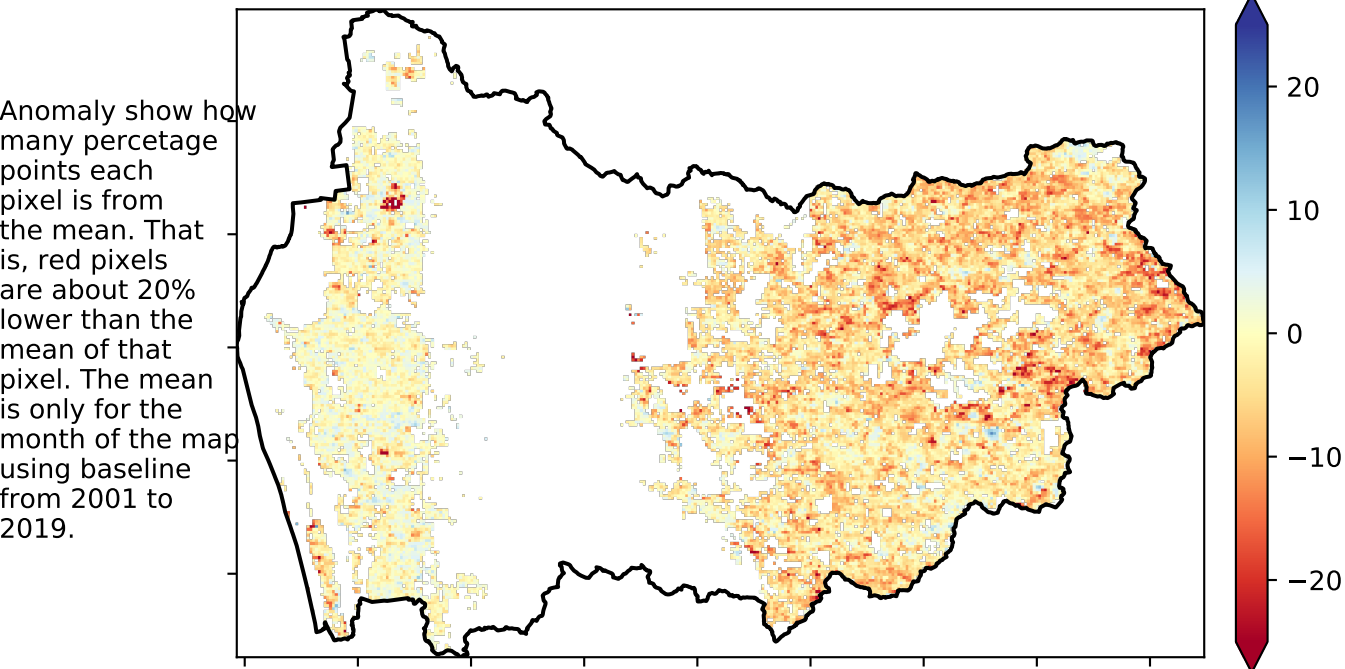 Anomaly show how
many percetage
points each
pixel is from
the mean. That
is, red pixels
are about 20%
lower than the
mean of that
pixel. The mean
is only for the
month of the map
using baseline
from 2001 to
2019.
20
10
0
−10
−20